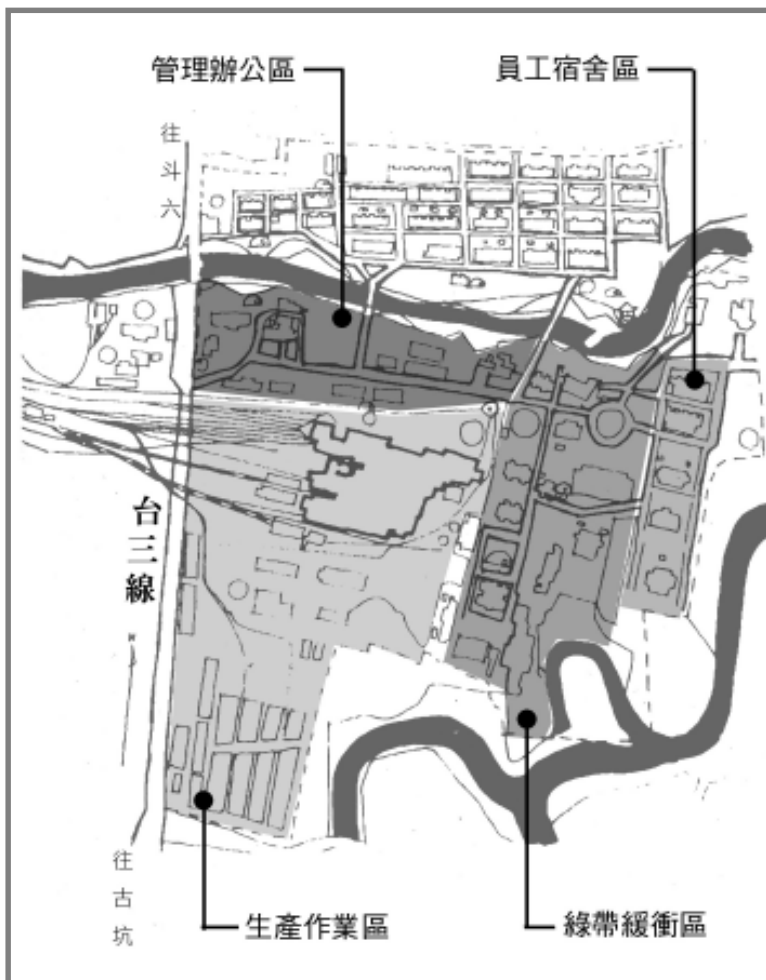 管理辦公區
員工宿舍區
往斗六
台三線
往古坑
生產作業區
綠帶緩衝區